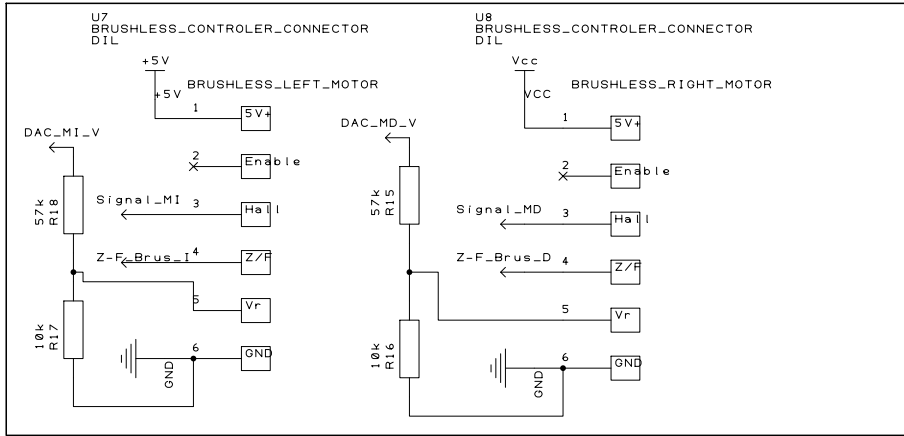 U7
BRUSHLESS_CONTROLER_CONNECTOR
DIL
+5V
BRUSHLESS_LEFT_MOTOR
+5V
1
5V+
DAC_MI_V
2
Enable
57k
R18
Signal_MI
3
Hall
Z-F_Brus_I
4
Z/F
5
Vr
10k
R17
6
GND
GND
U8
BRUSHLESS_CONTROLER_CONNECTOR
DIL
Vcc
BRUSHLESS_RIGHT_MOTOR
VCC
1
5V+
DAC_MD_V
2
Enable
57k
R15
Signal_MD
3
Hall
Z-F_Brus_D
4
Z/F
5
Vr
10k
R16
6
GND
GND